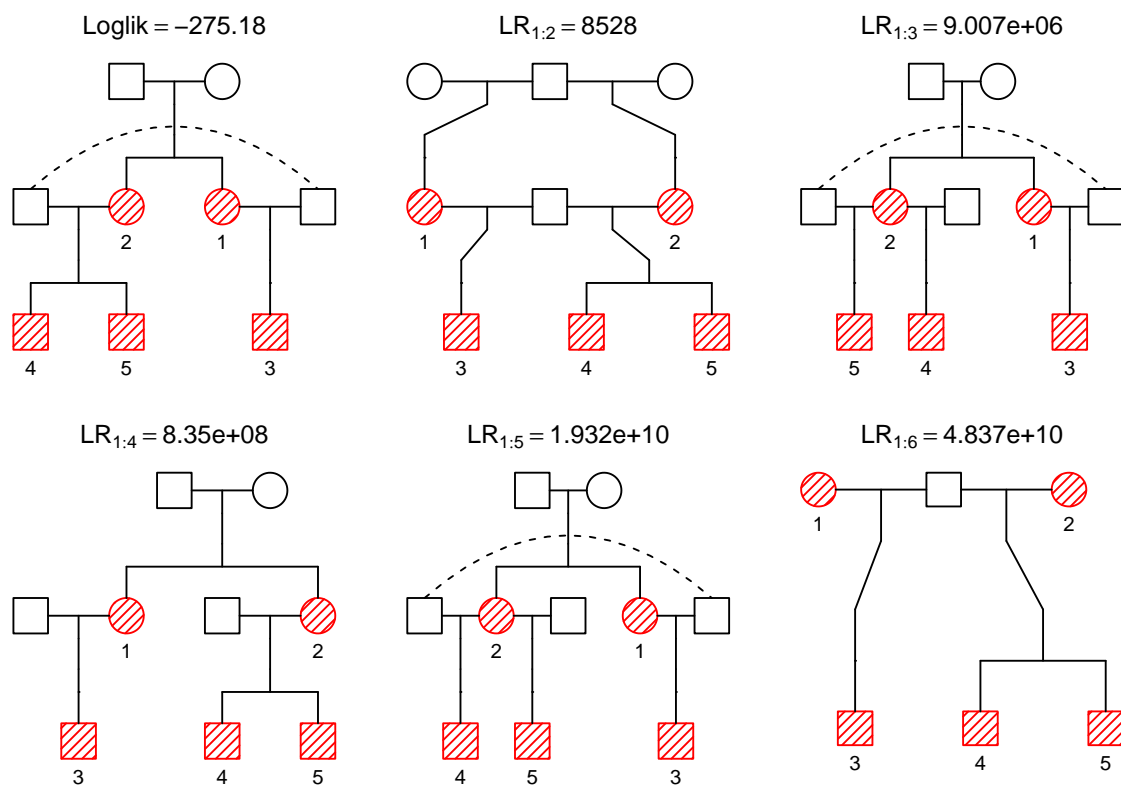 Loglik = −275.18
LR1:2 = 8528
LR1:3 = 9.007e+06
2 1
1 2
2 1
4 5 3
3 4 5
5 4 3
LR1:4 = 8.35e+08
LR1:5 = 1.932e+10
LR1:6 = 4.837e+10
1 2
1 2
2 1
3 4 5
4 5 3
3 4 5